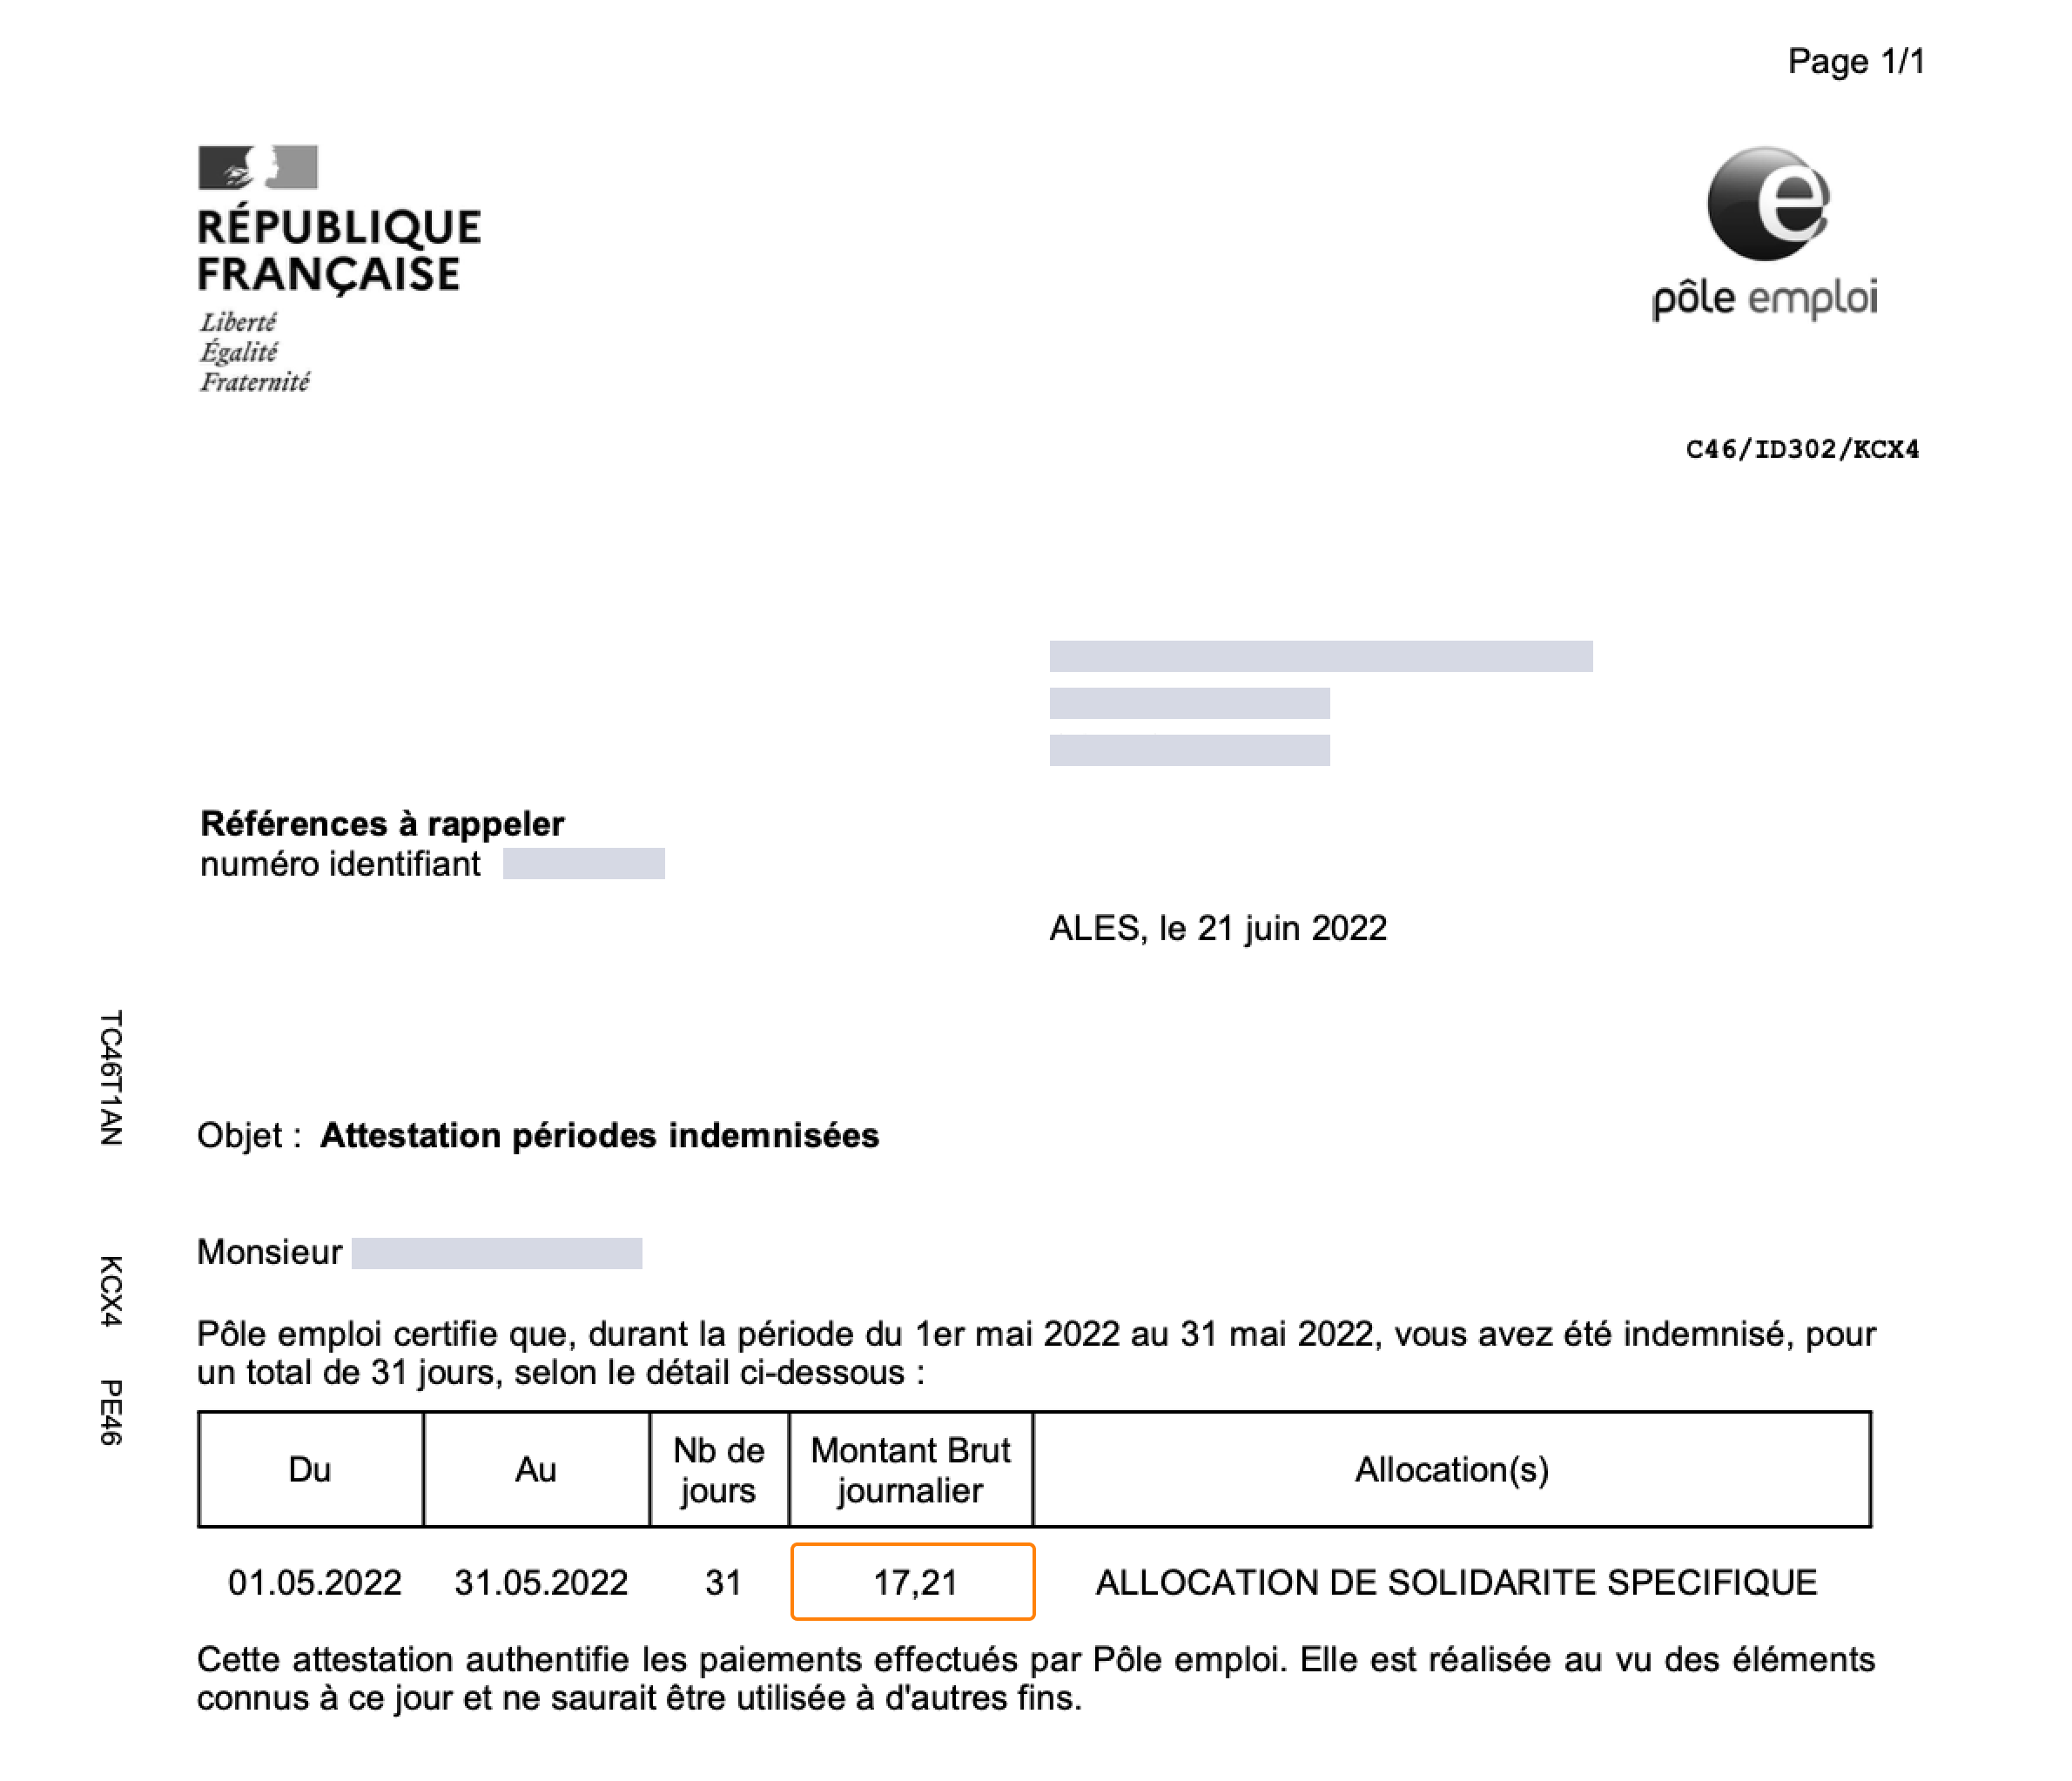 Page 1/1
RÉPUBLIQUE
FRANÇAISE
Liberté
Égalité
Fraternité
pôle emploi
C46/ID302/KCX4
Références à rappeler
numéro identifiant
ALES, le 21 juin 2022
TC46T1AN KCX4 PE46
Objet : Attestation périodes indemnisées
Monsieur
Pôle emploi certifie que, durant la période du 1er mai 2022 au 31 mai 2022, vous avez été indemnisé, pour
un total de 31 jours, selon le détail ci-dessous :
Du Au Nb de jours Montant Brut journalier Allocation(s)
01.05.2022 31.05.2022 31 17,21 ALLOCATION DE SOLIDARITE SPECIFIQUE
Cette attestation authentifie les paiements effectués par Pôle emploi. Elle est réalisée au vu des éléments
connus à ce jour et ne saurait être utilisée à d'autres fins.